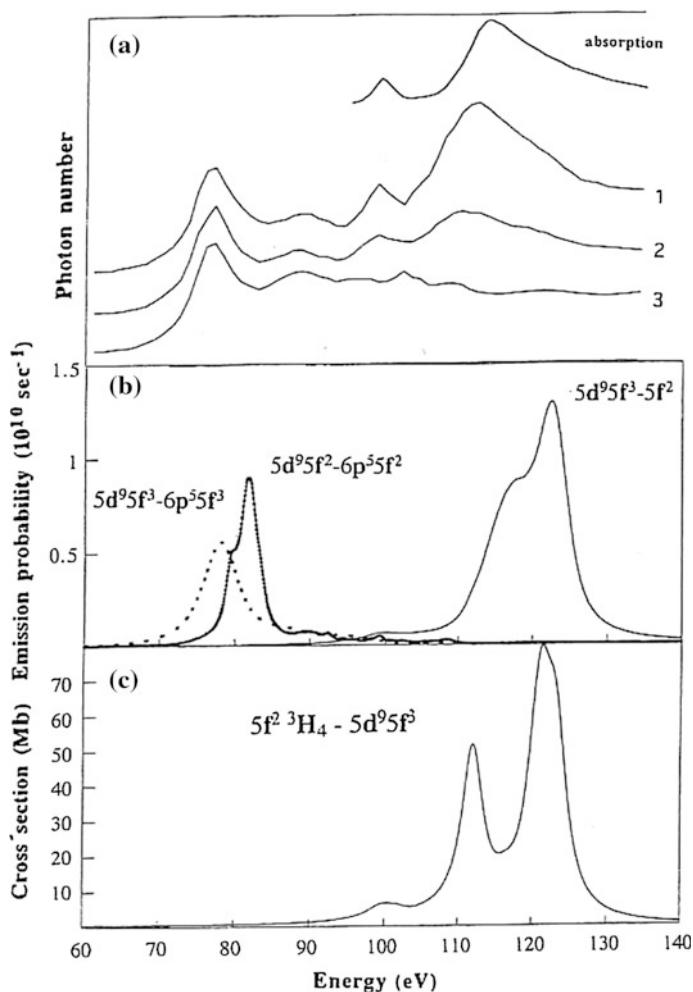 (a)
absorption
1
2
3
Photon number
(b)
1.5
1
0.5
5d⁹5f³-5f²
5d⁹5f²-6p⁵5f²
5d⁹5f³-6p⁵5f³
Emission probability (10¹⁰ sec⁻¹)
(c)
70
60
50
40
30
20
10
5f² ³H₄ - 5d⁹5f³
Cross section (Mb)
60 70 80 90 100 110 120 130 140
Energy (eV)